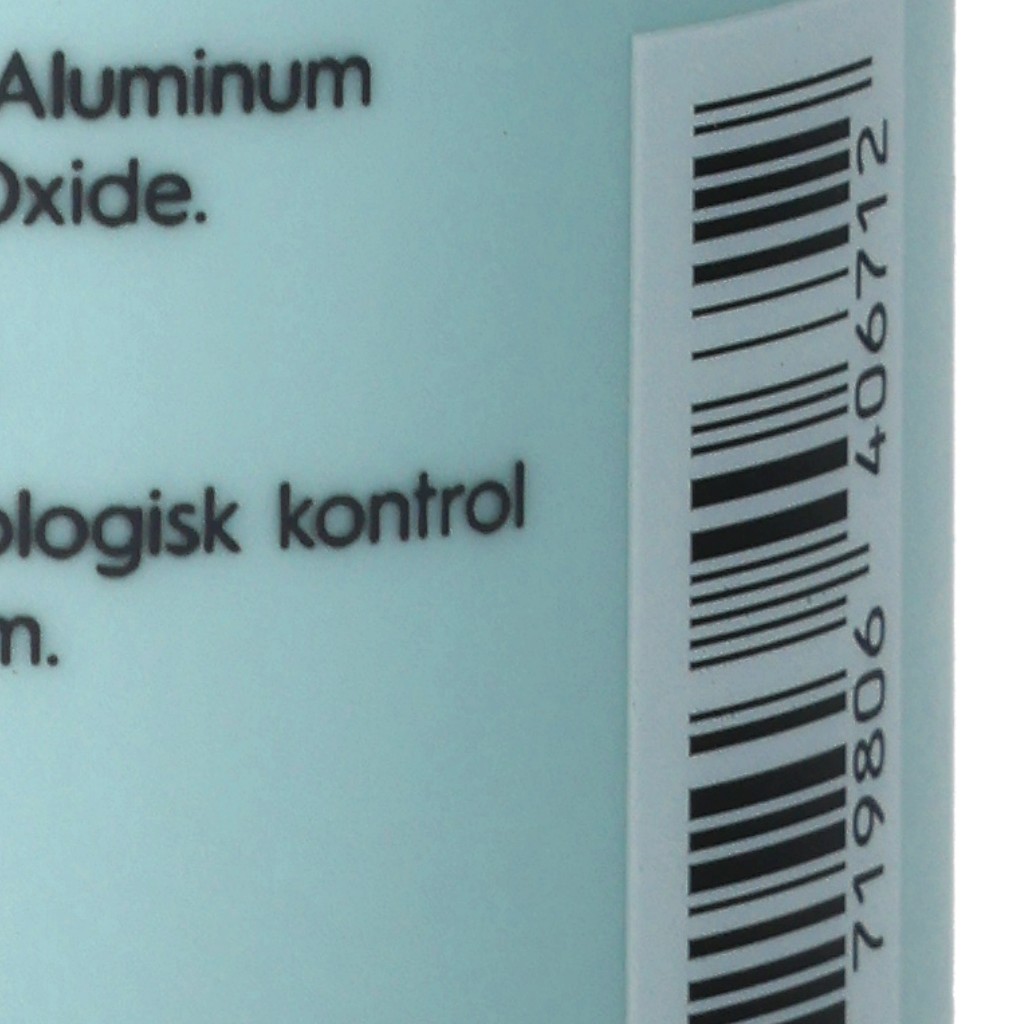 Aluminum
Oxide.
ologisk kontrol
m.
719806 406712